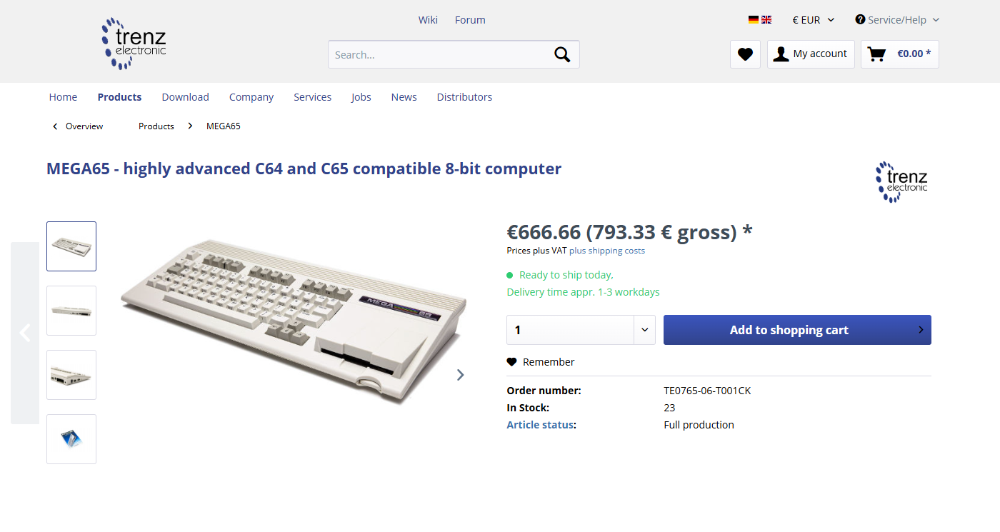 Wiki Forum
€ EUR Service/Help
trenz
electronic
Search...
My account
€0.00 *
Home Products Download Company Services Jobs News Distributors
Overview Products MEGA65
MEGA65 - highly advanced C64 and C65 compatible 8-bit computer
trenz
electronic
€666.66 (793.33 € gross) *
Prices plus VAT plus shipping costs
Ready to ship today,
Delivery time appr. 1-3 workdays
MEGA 65
1
Add to shopping cart
Remember
Order number: TE0765-06-T001CK
In Stock: 23
Article status: Full production